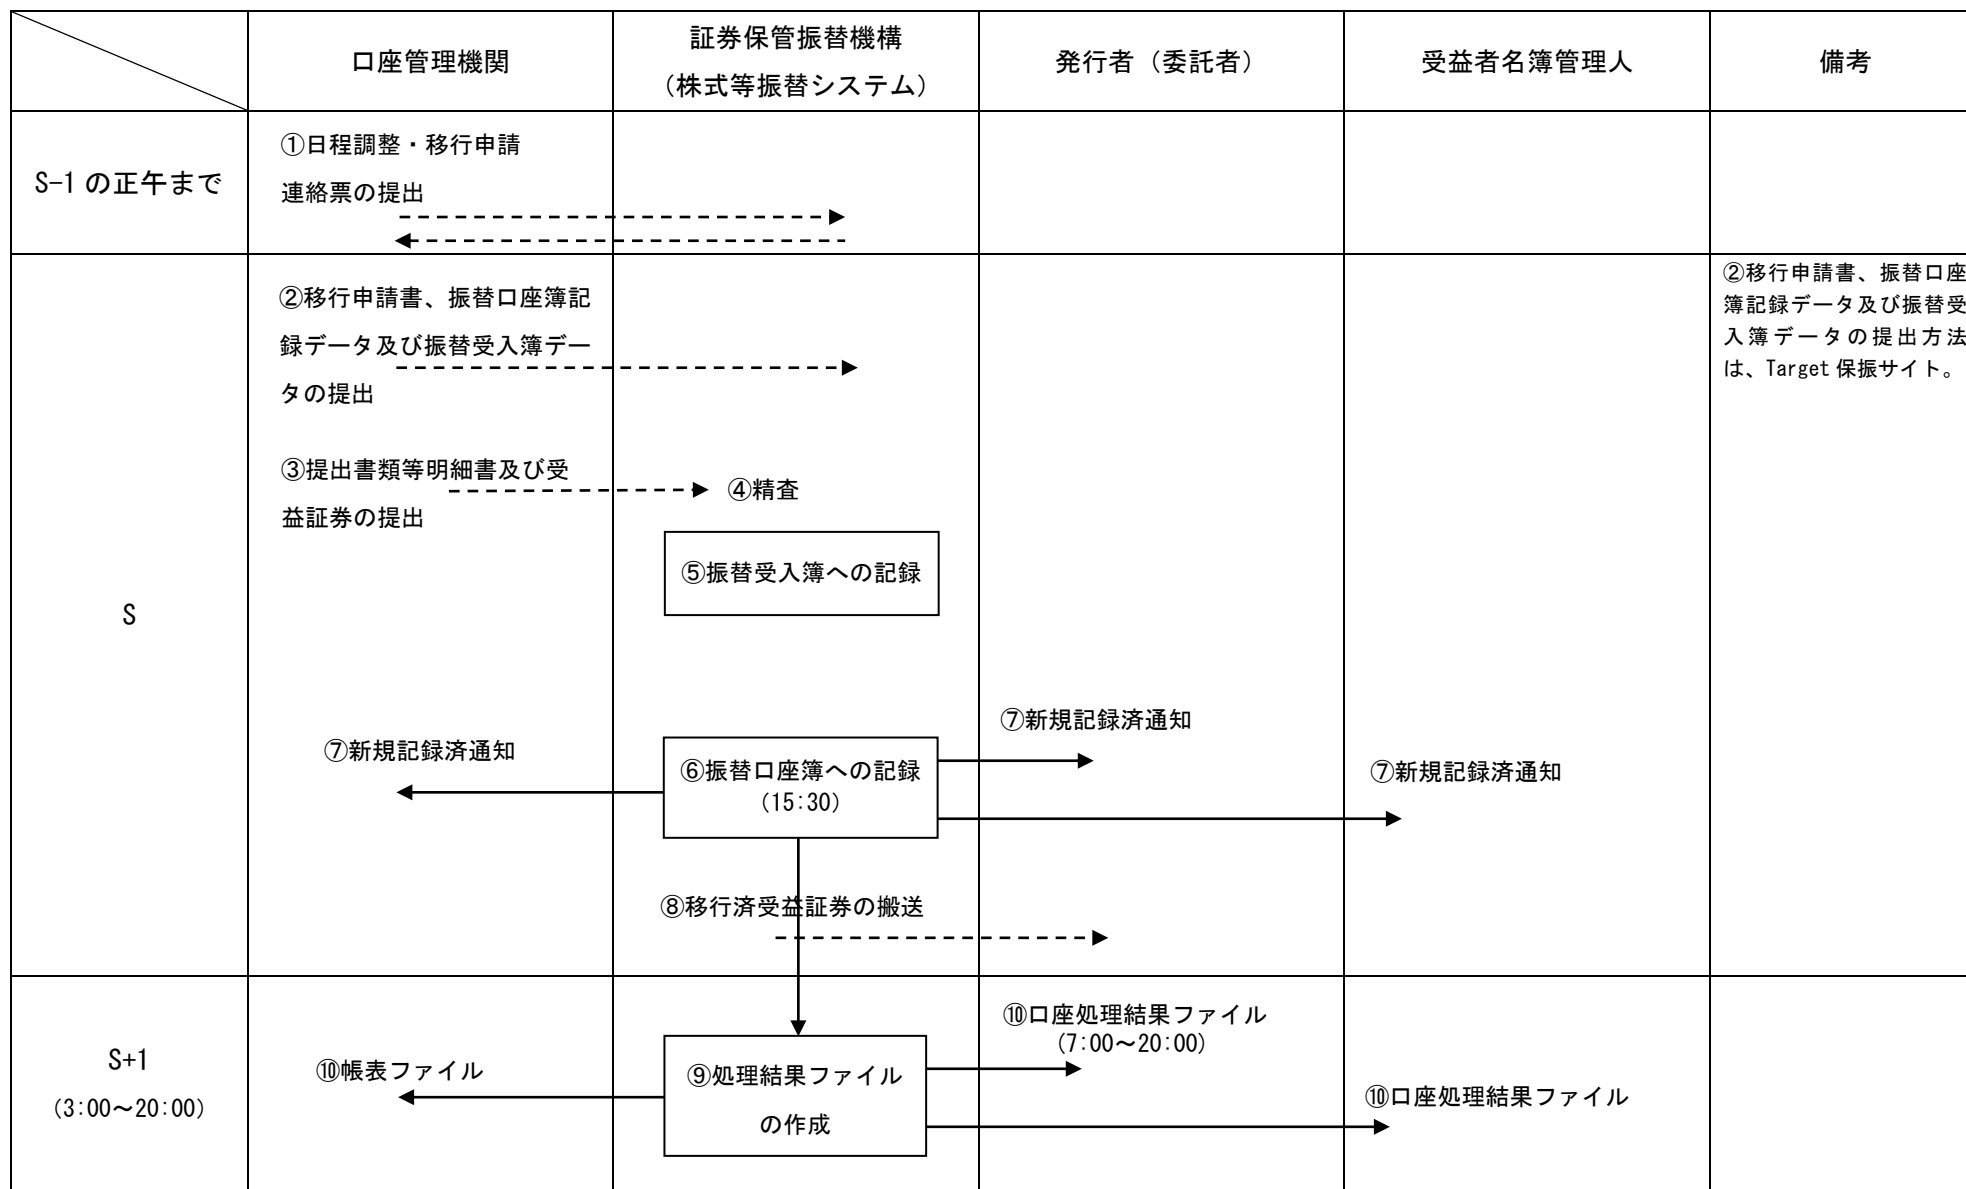 口座管理機関
証券保管振替機構
（株式等振替システム）
発行者（委託者）
受益者名簿管理人
備考
S-1 の正午まで
①日程調整・移行申請
連絡票の提出
S
②移行申請書、振替口座簿記
録データ及び振替受入簿デー
タの提出
②移行申請書、振替口座
簿記録データ及び振替受
入簿データの提出方法
は、Target 保振サイト。
③提出書類等明細書及び受
益証券の提出
④精査
⑤振替受入簿への記録
⑦新規記録済通知
⑥振替口座簿への記録
（15:30）
⑦新規記録済通知
⑦新規記録済通知
⑧移行済受益証券の搬送
S+1
（3:00～20:00）
⑩帳表ファイル
⑨処理結果ファイル
の作成
⑩口座処理結果ファイル
（7:00～20:00）
⑩口座処理結果ファイル